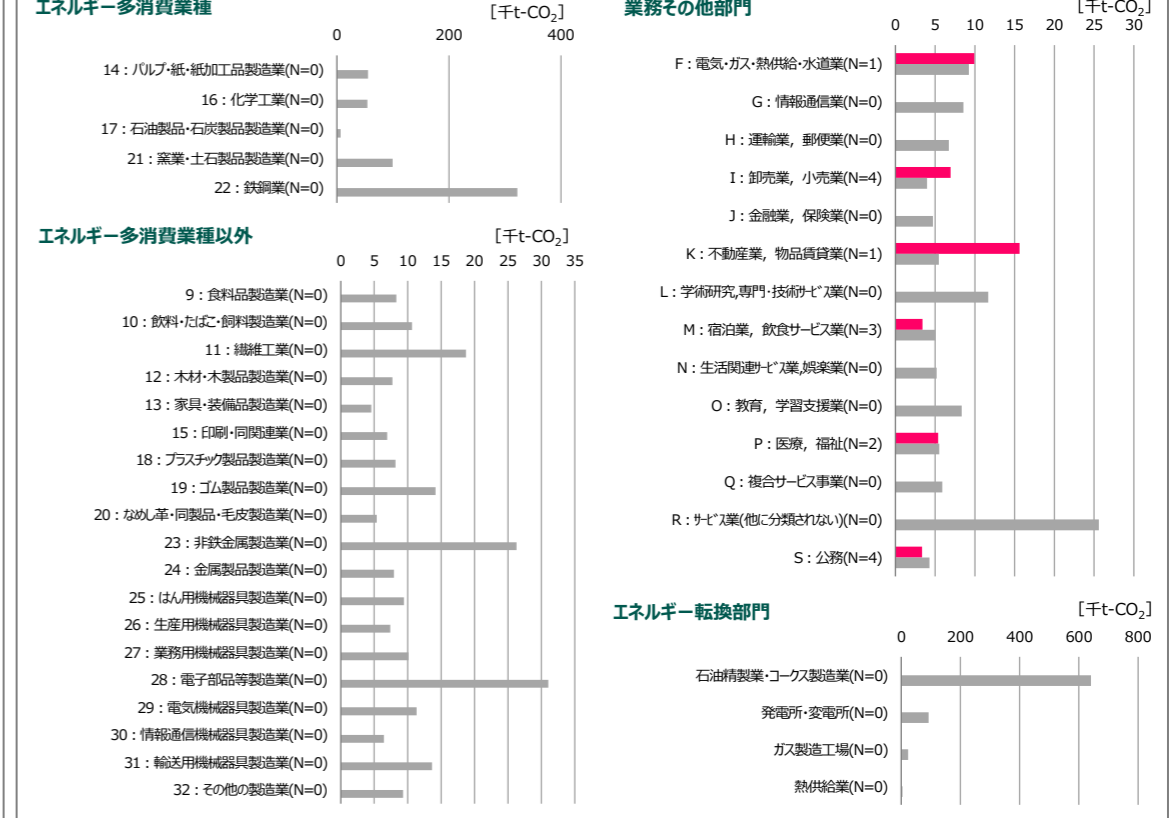 エネルギー多消費業種
[千t-CO2]
0 200 400
14：パルプ・紙・紙加工品製造業(N=0)
16：化学工業(N=0)
17：石油製品・石炭製品製造業(N=0)
21：窯業・土石製品製造業(N=0)
22：鉄鋼業(N=0)
エネルギー多消費業種以外
[千t-CO2]
0 5 10 15 20 25 30 35
9：食料品製造業(N=0)
10：飲料・たばこ・飼料製造業(N=0)
11：繊維工業(N=0)
12：木材・木製品製造業(N=0)
13：家具・装備品製造業(N=0)
15：印刷・同関連業(N=0)
18：プラスチック製品製造業(N=0)
19：ゴム製品製造業(N=0)
20：なめし革・同製品・毛皮製造業(N=0)
23：非鉄金属製造業(N=0)
24：金属製品製造業(N=0)
25：はん用機械器具製造業(N=0)
26：生産用機械器具製造業(N=0)
27：業務用機械器具製造業(N=0)
28：電子部品等製造業(N=0)
29：電気機械器具製造業(N=0)
30：情報通信機械器具製造業(N=0)
31：輸送用機械器具製造業(N=0)
32：その他の製造業(N=0)
業務その他部門
[千t-CO2]
0 5 10 15 20 25 30
F：電気・ガス・熱供給・水道業(N=1)
G：情報通信業(N=0)
H：運輸業，郵便業(N=0)
I：卸売業，小売業(N=4)
J：金融業，保険業(N=0)
K：不動産業，物品賃貸業(N=1)
L：学術研究,専門・技術ｻｰﾋﾞｽ業(N=0)
M：宿泊業，飲食サービス業(N=3)
N：生活関連ｻｰﾋﾞｽ業,娯楽業(N=0)
O：教育，学習支援業(N=0)
P：医療，福祉(N=2)
Q：複合サービス事業(N=0)
R：ｻｰﾋﾞｽ業(他に分類されない)(N=0)
S：公務(N=4)
エネルギー転換部門
[千t-CO2]
0 200 400 600 800
石油精製業・コークス製造業(N=0)
発電所・変電所(N=0)
ガス製造工場(N=0)
熱供給業(N=0)